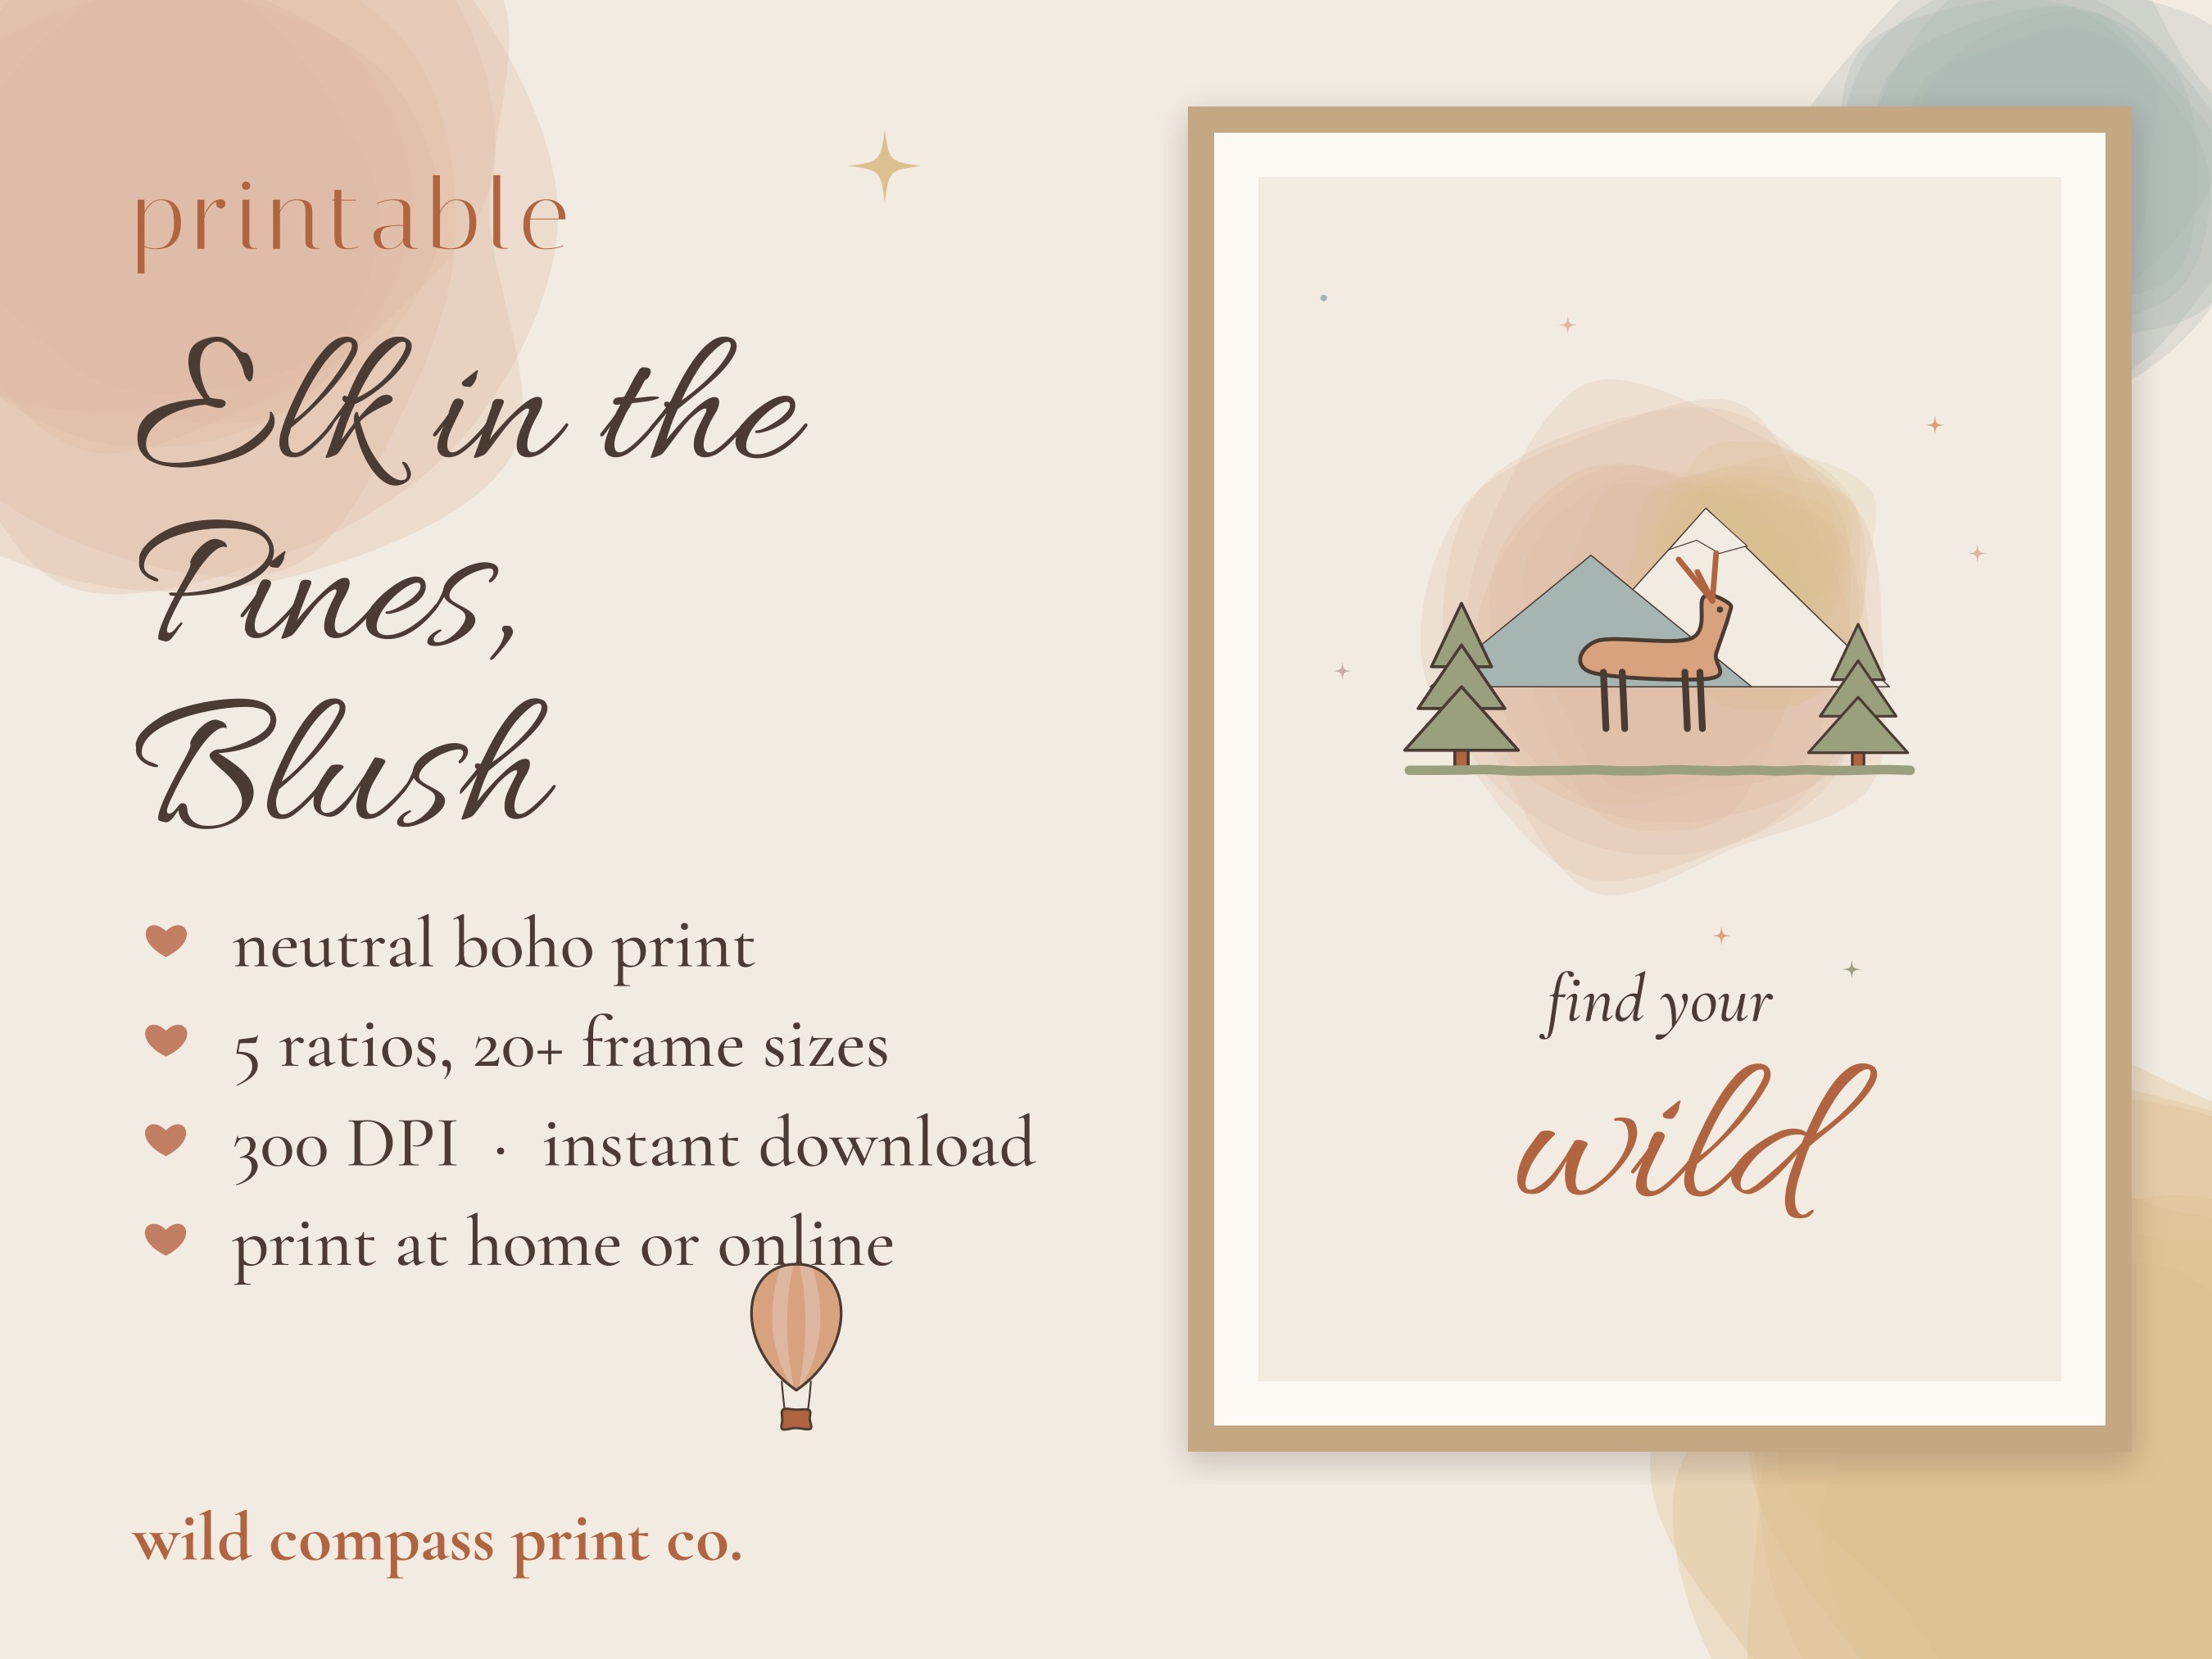 printable
Elk in the
Pines,
Blush
neutral boho print
5 ratios, 20+ frame sizes
300 DPI · instant download
print at home or online
wild compass print co.
find your
wild